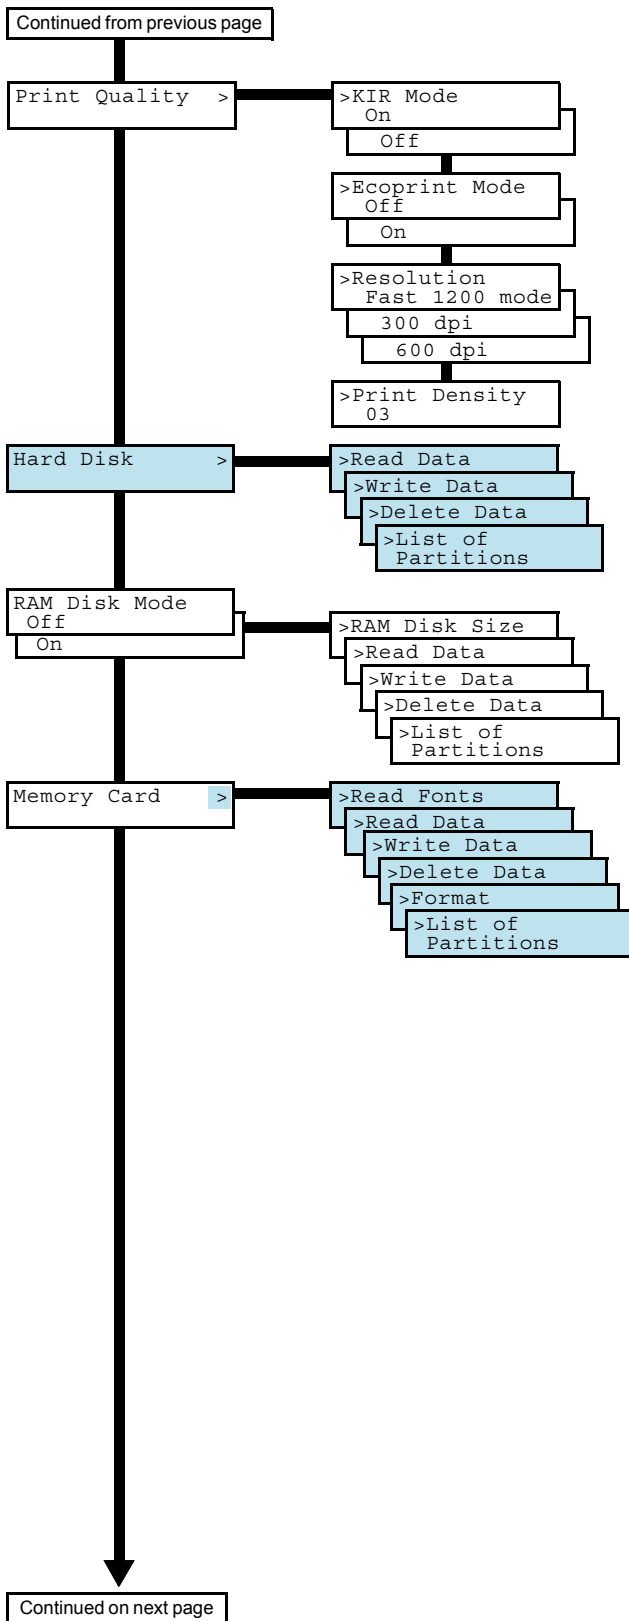 Continued from previous page
Print Quality >
>KIR Mode
On
Off
>Ecoprint Mode
Off
On
>Resolution
Fast 1200 mode
300 dpi
600 dpi
>Print Density
03
Hard Disk >
>Read Data
>Write Data
>Delete Data
>List of
Partitions
RAM Disk Mode
Off
On
>RAM Disk Size
>Read Data
>Write Data
>Delete Data
>List of
Partitions
Memory Card >
>Read Fonts
>Read Data
>Write Data
>Delete Data
>Format
>List of
Partitions
Continued on next page